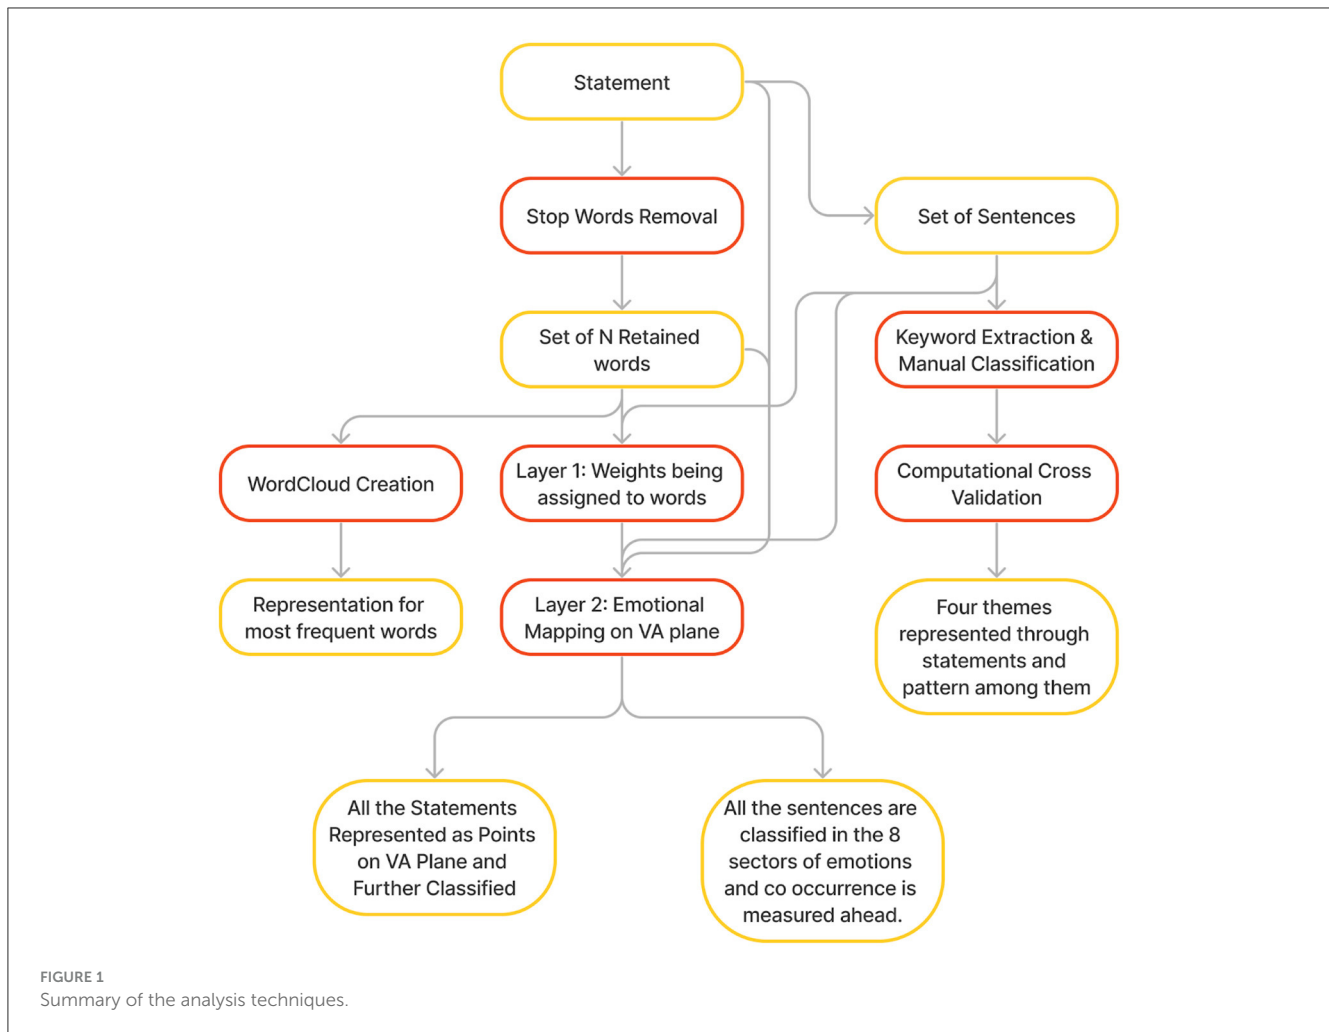 Statement
Stop Words Removal
Set of Sentences
Set of N Retained
words
Keyword Extraction &
Manual Classification
WordCloud Creation
Layer 1: Weights being
assigned to words
Computational Cross
Validation
Representation for
most frequent words
Layer 2: Emotional
Mapping on VA plane
Four themes
represented through
statements and
pattern among them
All the Statements
Represented as Points
on VA Plane and
Further Classified
All the sentences are
classified in the 8
sectors of emotions
and co occurrence is
measured ahead.
FIGURE 1
Summary of the analysis techniques.